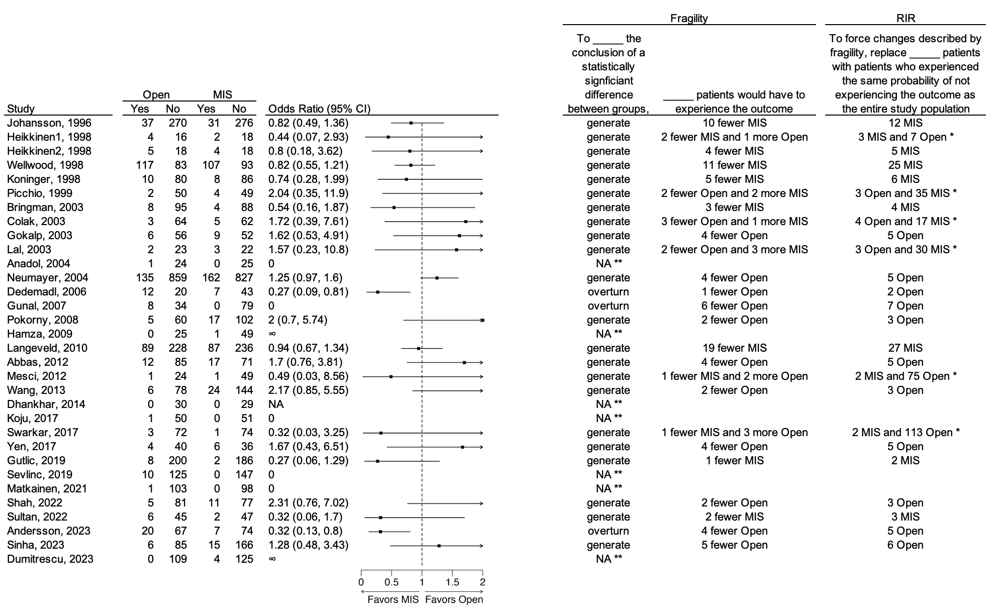 Fragility RIR
To _____ the To force changes described by
conclusion of a fragility, replace _____ patients
statistically with patients who experienced
signficiant the same probability of not
Open MIS difference _____ patients would have to experiencing the outcome as
Study Yes No Yes No Odds Ratio (95% CI) between groups, experience the outcome the entire study population
Johansson, 1996 37 270 31 276 0.82 (0.49, 1.36) generate 10 fewer MIS 12 MIS
Heikkinen1, 1998 4 16 2 18 0.44 (0.07, 2.93) generate 2 fewer MIS and 1 more Open 3 MIS and 7 Open *
Heikkinen2, 1998 5 18 4 18 0.8 (0.18, 3.62) generate 4 fewer MIS 5 MIS
Wellwood, 1998 117 83 107 93 0.82 (0.55, 1.21) generate 11 fewer MIS 25 MIS
Koninger, 1998 10 80 8 86 0.74 (0.28, 1.99) generate 5 fewer MIS 6 MIS
Picchio, 1999 2 50 4 49 2.04 (0.35, 11.9) generate 2 fewer Open and 2 more MIS 3 Open and 35 MIS *
Bringman, 2003 8 95 4 88 0.54 (0.16, 1.87) generate 3 fewer MIS 4 MIS
Colak, 2003 3 64 5 62 1.72 (0.39, 7.61) generate 3 fewer Open and 1 more MIS 4 Open and 17 MIS *
Gokalp, 2003 6 56 9 52 1.62 (0.53, 4.91) generate 4 fewer Open 5 Open
Lal, 2003 2 23 3 22 1.57 (0.23, 10.8) generate 2 fewer Open and 3 more MIS 3 Open and 30 MIS *
Anadol, 2004 1 24 0 25 0 NA **
Neumayer, 2004 135 859 162 827 1.25 (0.97, 1.6) generate 4 fewer Open 5 Open
Dedemadl, 2006 12 20 7 43 0.27 (0.09, 0.81) overturn 1 fewer Open 2 Open
Gunal, 2007 8 34 0 79 0 overturn 6 fewer Open 7 Open
Pokorny, 2008 5 60 17 102 2 (0.7, 5.74) generate 2 fewer Open 3 Open
Hamza, 2009 0 25 1 49 ∞ NA **
Langeveld, 2010 89 228 87 236 0.94 (0.67, 1.34) generate 19 fewer MIS 27 MIS
Abbas, 2012 12 85 17 71 1.7 (0.76, 3.81) generate 4 fewer Open 5 Open
Mesci, 2012 1 24 1 49 0.49 (0.03, 8.56) generate 1 fewer MIS and 2 more Open 2 MIS and 75 Open *
Wang, 2013 6 78 24 144 2.17 (0.85, 5.55) generate 2 fewer Open 3 Open
Dhankhar, 2014 0 30 0 29 NA NA **
Koju, 2017 1 50 0 51 0 NA **
Swarkar, 2017 3 72 1 74 0.32 (0.03, 3.25) generate 1 fewer MIS and 3 more Open 2 MIS and 113 Open *
Yen, 2017 4 40 6 36 1.67 (0.43, 6.51) generate 4 fewer Open 5 Open
Gutlic, 2019 8 200 2 186 0.27 (0.06, 1.29) generate 1 fewer MIS 2 MIS
Sevlinc, 2019 10 125 0 147 0 NA **
Matkainen, 2021 1 103 0 98 0 NA **
Shah, 2022 5 81 11 77 2.31 (0.76, 7.02) generate 2 fewer Open 3 Open
Sultan, 2022 6 45 2 47 0.32 (0.06, 1.7) generate 2 fewer MIS 3 MIS
Andersson, 2023 20 67 7 74 0.32 (0.13, 0.8) overturn 4 fewer Open 5 Open
Sinha, 2023 6 85 15 166 1.28 (0.48, 3.43) generate 5 fewer Open 6 Open
Dumitrescu, 2023 0 109 4 125 ∞ NA **
0 0.5 1 1.5 2
Favors MIS Favors Open